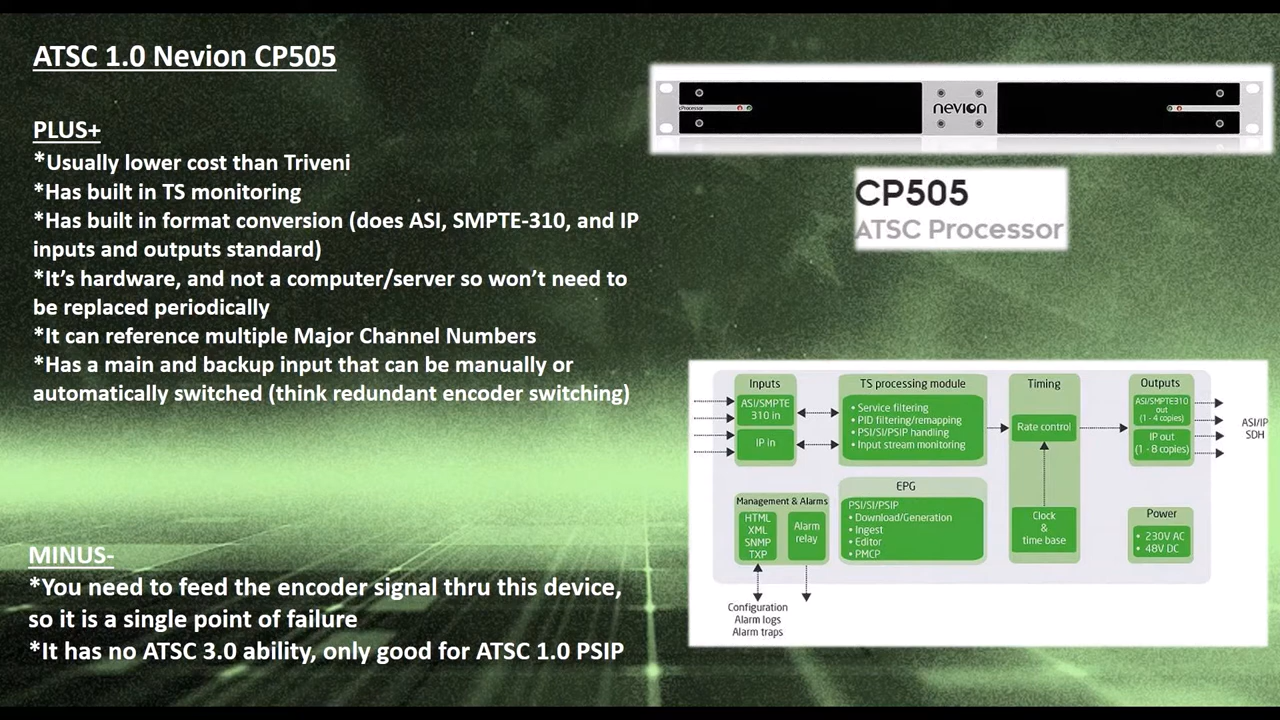 ATSC 1.0 Nevion CP505
PLUS+
*Usually lower cost than Triveni
*Has built in TS monitoring
*Has built in format conversion (does ASI, SMPTE-310, and IP
inputs and outputs standard)
*It's hardware, and not a computer/server so won't need to
be replaced periodically
*It can reference multiple Major Channel Numbers
*Has a main and backup input that can be manually or
automatically switched (think redundant encoder switching)
MINUS-
*You need to feed the encoder signal thru this device,
so it is a single point of failure
*It has no ATSC 3.0 ability, only good for ATSC 1.0 PSIP
nevion
CP505
ATSC Processor
Inputs
ASI/SMPTE
310 in
IP in
TS processing module
• Service filtering
• PID filtering/remapping
• PSI/SI/PSIP handling
• Input stream monitoring
Timing
Rate control
Clock
&
time base
Outputs
ASI/SMPTE310
out
(1 - 4 copies)
IP out
(1 - 8 copies)
ASI/IP
SDH
Management & Alarms
HTML
XML
SNMP
TXP
Alarm
relay
EPG
PSI/SI/PSIP
• Download/Generation
• Ingest
• Editor
• PMCP
Power
• 230V AC
• 48V DC
Configuration
Alarm logs
Alarm traps